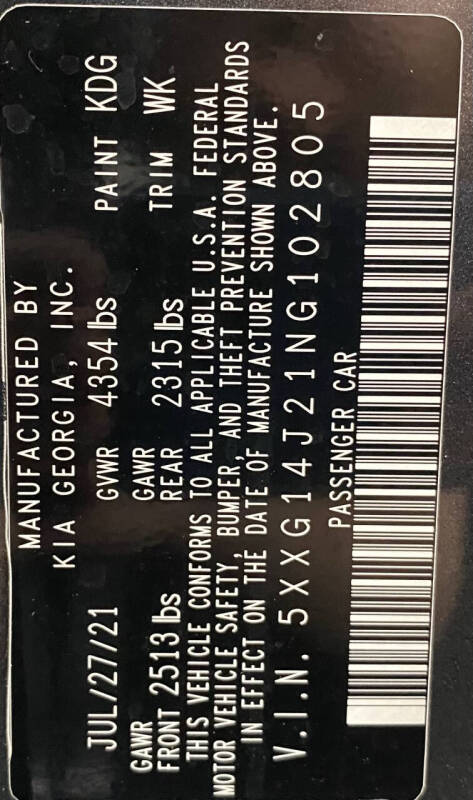 MANUFACTURED BY
KIA GEORGIA, INC.
JUL/27/21 GVWR 4354 lbs PAINT KDG
GAWR GAWR
FRONT 2513 lbs REAR 2315 lbs TRIM WK
THIS VEHICLE CONFORMS TO ALL APPLICABLE U.S.A. FEDERAL
MOTOR VEHICLE SAFETY, BUMPER, AND THEFT PREVENTION STANDARDS
IN EFFECT ON THE DATE OF MANUFACTURE SHOWN ABOVE.
V.I.N. 5XXG14J21NG102805
PASSENGER CAR